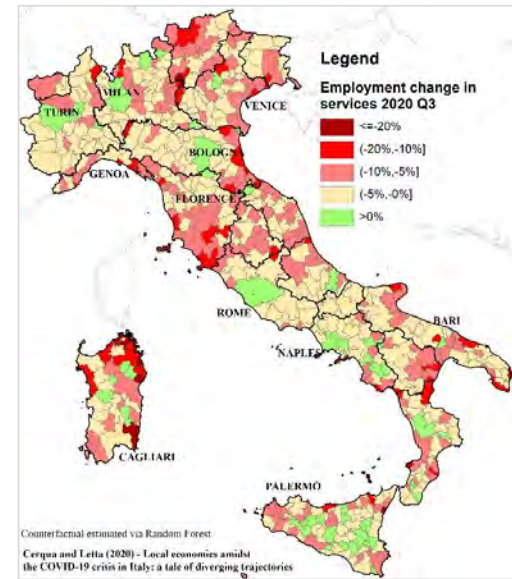 Legend
Employment change in
services 2020 Q3
<=-20%
(-20%,-10%]
(-10%,-5%]
(-5%,-0%]
>0%
MILAN
VENICE
TURIN
BOLOGNA
GENOA
FLORENCE
ROME
BARI
NAPLES
CAGLIARI
PALERMO
Counterfactual estimated via Random Forest
Cerqua and Letta (2020) - Local economies amidst
the COVID-19 crisis in Italy: a tale of diverging trajectories